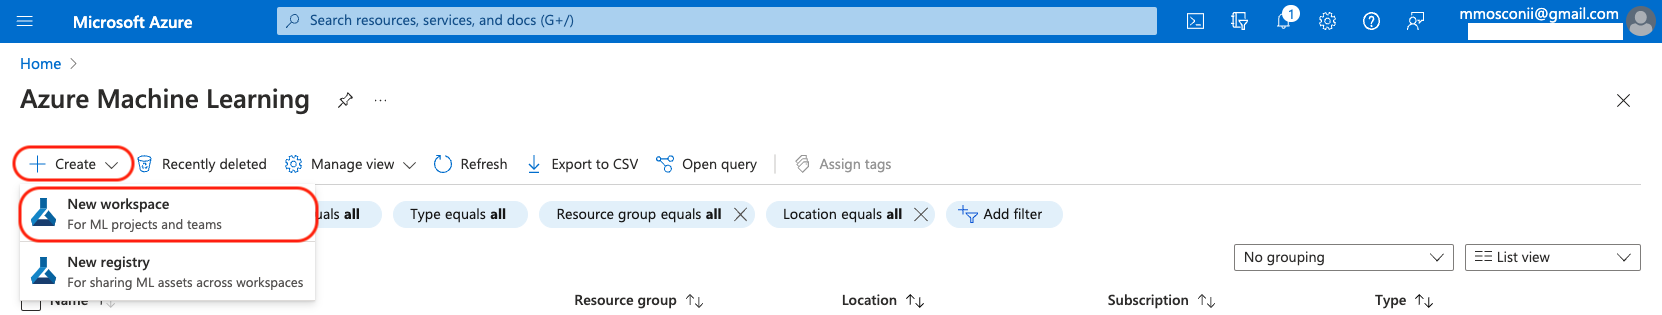 Microsoft Azure
Search resources, services, and docs (G+/)
1
mmosconii@gmail.com
Home
Azure Machine Learning
...
Create
Recently deleted
Manage view
Refresh
Export to CSV
Open query
Assign tags
New workspace
For ML projects and teams
uals all
Type equals all
Resource group equals all
Location equals all
Add filter
New registry
For sharing ML assets across workspaces
No grouping
List view
Name
Resource group
Location
Subscription
Type